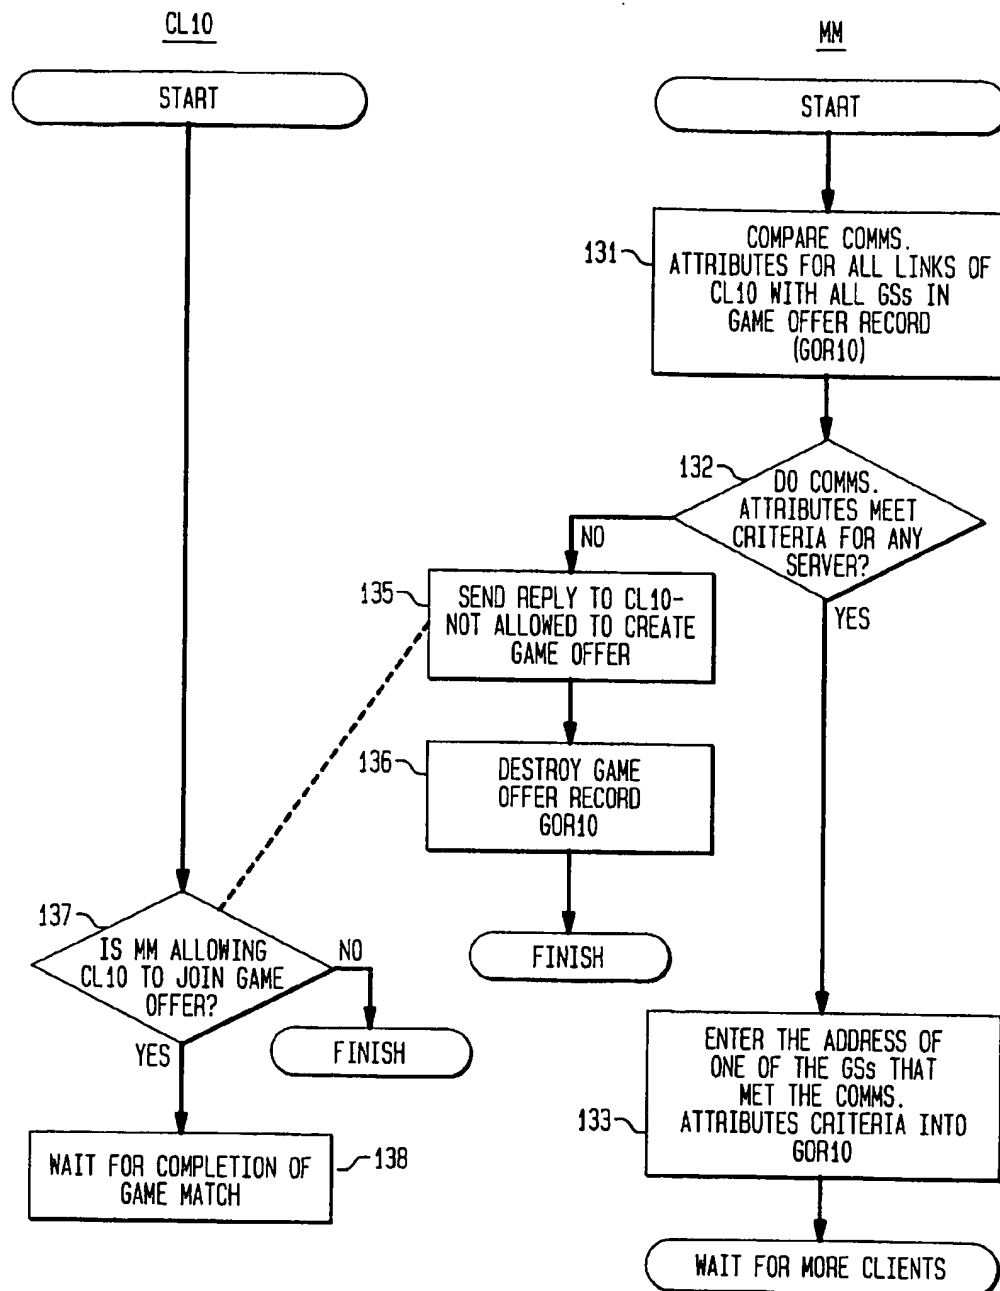 CL10
START
MM
START
131
COMPARE COMMS.
ATTRIBUTES FOR ALL LINKS OF
CL10 WITH ALL GSs IN
GAME OFFER RECORD
(GOR10)
132
DO COMMS.
ATTRIBUTES MEET
CRITERIA FOR ANY
SERVER?
NO
YES
135
SEND REPLY TO CL10-
NOT ALLOWED TO CREATE
GAME OFFER
136
DESTROY GAME
OFFER RECORD
GOR10
FINISH
137
IS MM ALLOWING
CL10 TO JOIN GAME
OFFER?
NO
FINISH
YES
WAIT FOR COMPLETION OF
GAME MATCH
138
133
ENTER THE ADDRESS OF
ONE OF THE GSs THAT
MET THE COMMS.
ATTRIBUTES CRITERIA INTO
GOR10
WAIT FOR MORE CLIENTS